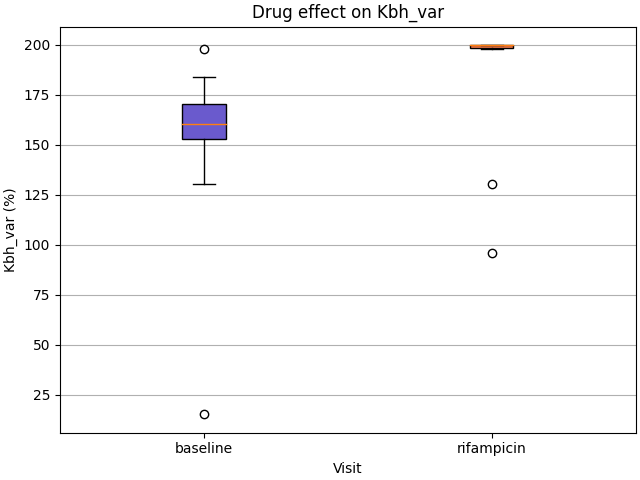 Drug effect on Kbh_var
Kbh_var (%)
200
175
150
125
100
75
50
25
baseline
rifampicin
Visit